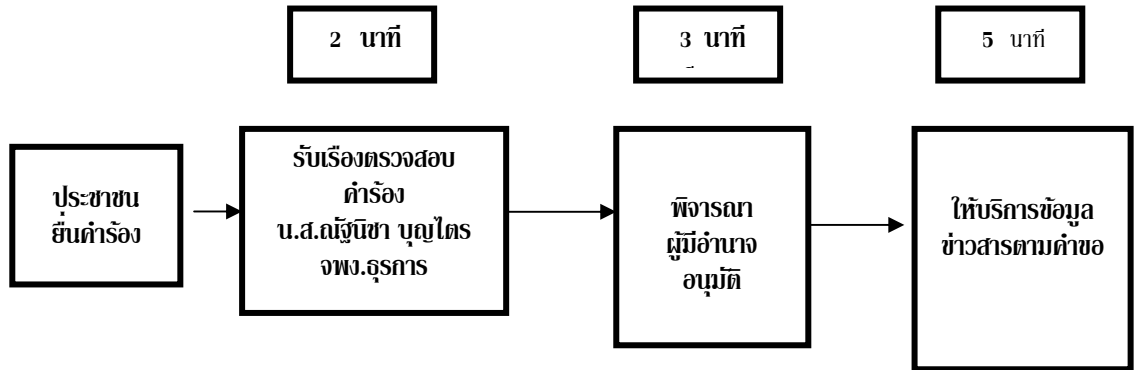 2 นาที
3 นาที
5 นาที
ประชาชน
ยื่นคำร้อง
รับเรื่องตรวจสอบ
คำร้อง
น.ส.ณัฐนิชา บุญไตร
จพง.ธุรการ
พิจารณา
ผู้มีอำนาจ
อนุมัติ
ให้บริการข้อมูล
ข่าวสารตามคำขอ